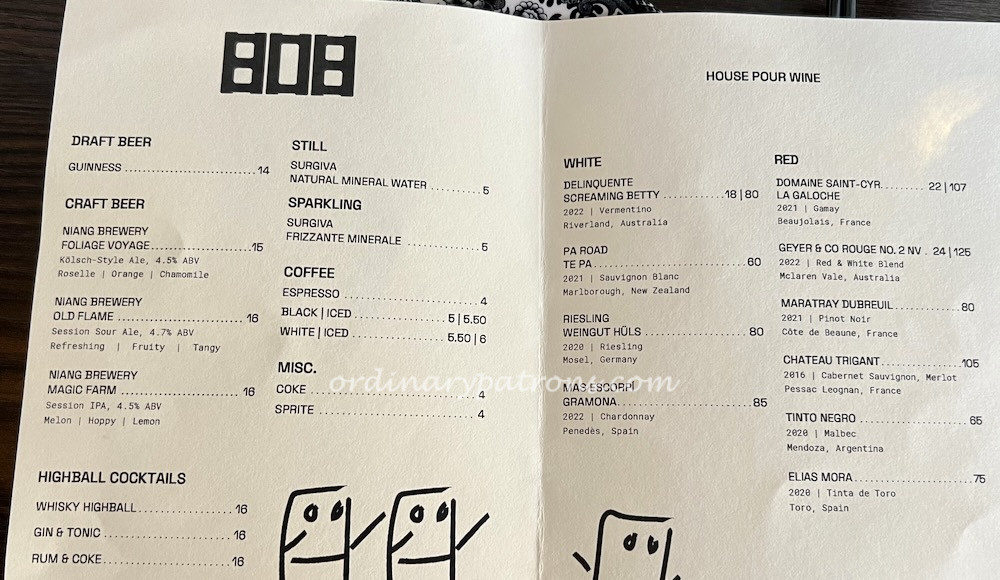 808
DRAFT BEER
GUINNESS ........................ 14
CRAFT BEER
NIANG BREWERY
FOLIAGE VOYAGE.................15
Kölsch-Style Ale, 4.5% ABV
Roselle | Orange | Chamomile
NIANG BREWERY
OLD FLAME ..................... 16
Session Sour Ale, 4.7% ABV
Refreshing | Fruity | Tangy
NIANG BREWERY
MAGIC FARM .................... 16
Session IPA, 4.5% ABV
Melon | Hoppy | Lemon
HIGHBALL COCKTAILS
WHISKY HIGHBALL................ 16
GIN & TONIC ..................... 16
RUM & COKE..................... 16
STILL
SURGIVA
NATURAL MINERAL WATER .......... 5
SPARKLING
SURGIVA
FRIZZANTE MINERALE ............. 5
COFFEE
ESPRESSO ....................... 4
BLACK | ICED ................ 5 | 5.50
WHITE | ICED ................ 5.50 | 6
MISC.
COKE ........................... 4
SPRITE ......................... 4
HOUSE POUR WINE
WHITE
DELINQUENTE
SCREAMING BETTY ..........18 | 80
2022 | Vermentino
Riverland, Australia
PA ROAD
TE PA......................... 60
2021 | Sauvignon Blanc
Marlborough, New Zealand
RIESLING
WEINGUT HÜLS ................ 80
2020 | Riesling
Mosel, Germany
MAS ESCORPI
GRAMONA....................... 85
2022 | Chardonnay
Penedès, Spain
RED
DOMAINE SAINT-CYR......... 22 | 107
LA GALOCHE
2021 | Gamay
Beaujolais, France
GEYER & CO ROUGE NO. 2 NV . 24 | 125
2022 | Red & White Blend
Mclaren Vale, Australia
MARATRAY DUBREUIL............. 80
2021 | Pinot Noir
Côte de Beaune, France
CHATEAU TRIGANT................105
2016 | Cabernet Sauvignon, Merlot
Pessac Leognan, France
TINTO NEGRO .................... 65
2020 | Malbec
Mendoza, Argentina
ELIAS MORA ......................75
2020 | Tinta de Toro
Toro, Spain
ordinarypatrons.com